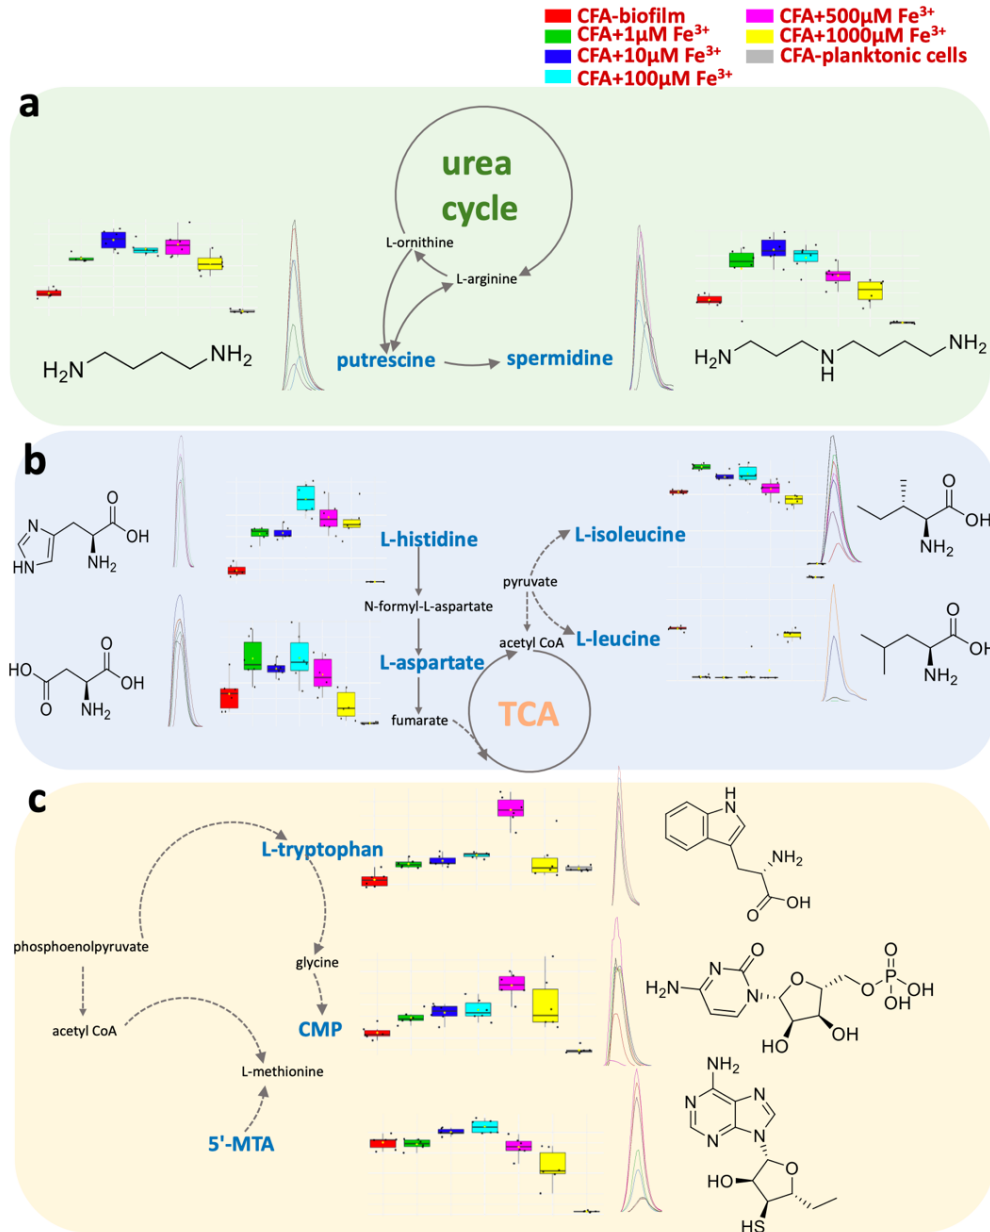 CFA-biofilm
CFA+1μM Fe³⁺
CFA+10μM Fe³⁺
CFA+100μM Fe³⁺
CFA+500μM Fe³⁺
CFA+1000μM Fe³⁺
CFA-planktonic cells
a
urea
cycle
L-ornithine
L-arginine
putrescine
spermidine
H₂N
NH₂
H₂N
N
H
NH₂
b
O
OH
NH₂
N
HN
L-histidine
N-formyl-L-aspartate
L-aspartate
fumarate
L-isoleucine
pyruvate
acetyl CoA
L-leucine
TCA
O
OH
NH₂
HO
O
O
OH
NH₂
O
OH
NH₂
c
L-tryptophan
phosphoenolpyruvate
glycine
acetyl CoA
CMP
L-methionine
5'-MTA
H
N
NH₂
O
OH
O
N
H₂N
N
O
O
P
O
OH
OH
HO
OH
NH₂
N
N
N
N
HO
O
HS